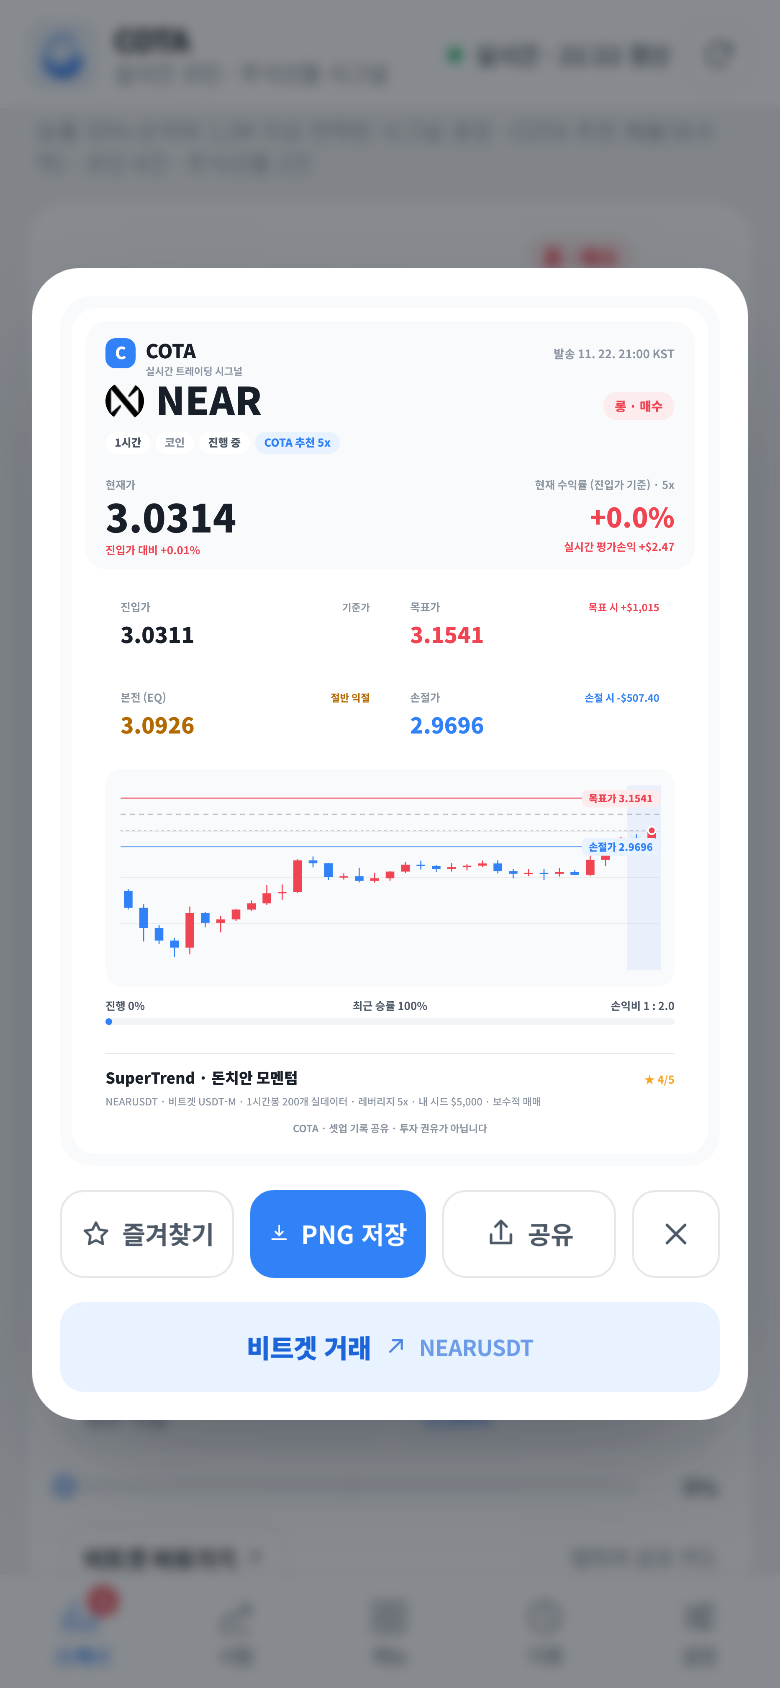 COTA
C COTA
실시간 트레이딩 시그널
발송 11. 22. 21:00 KST
NEAR
롱 · 매수
1시간 코인 진행 중 COTA 추천 5x
현재가
현재 수익률 (진입가 기준) · 5x
3.0314
+0.0%
진입가 대비 +0.01%
실시간 평가손익 +$2.47
진입가 기준가
3.0311
목표가 목표 시 +$1,015
3.1541
본전 (EQ) 절반 익절
3.0926
손절가 손절 시 -$507.40
2.9696
목표가 3.1541
손절가 2.9696
진행 0% 최근 승률 100% 손익비 1 : 2.0
SuperTrend · 돈치안 모멘텀
★ 4/5
NEARUSDT · 비트겟 USDT-M · 1시간봉 200개 실데이터 · 레버리지 5x · 내 시드 $5,000 · 보수적 매매
COTA · 셋업 기록 공유 · 투자 권유가 아닙니다
즐겨찾기 PNG 저장 공유
비트겟 거래 NEARUSDT